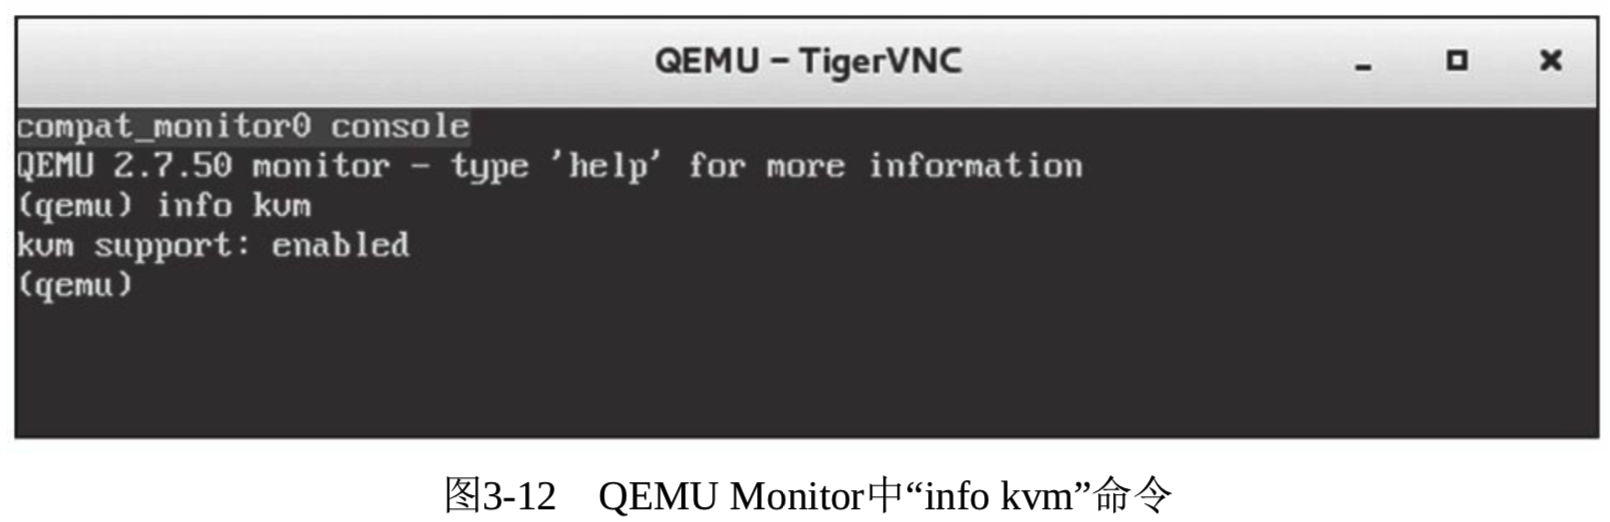 QEMU - TigerVNC
compat_monitor0 console
QEMU 2.7.50 monitor - type 'help' for more information
(qemu) info kvm
kvm support: enabled
(qemu)
图3-12 QEMU Monitor中“info kvm”命令